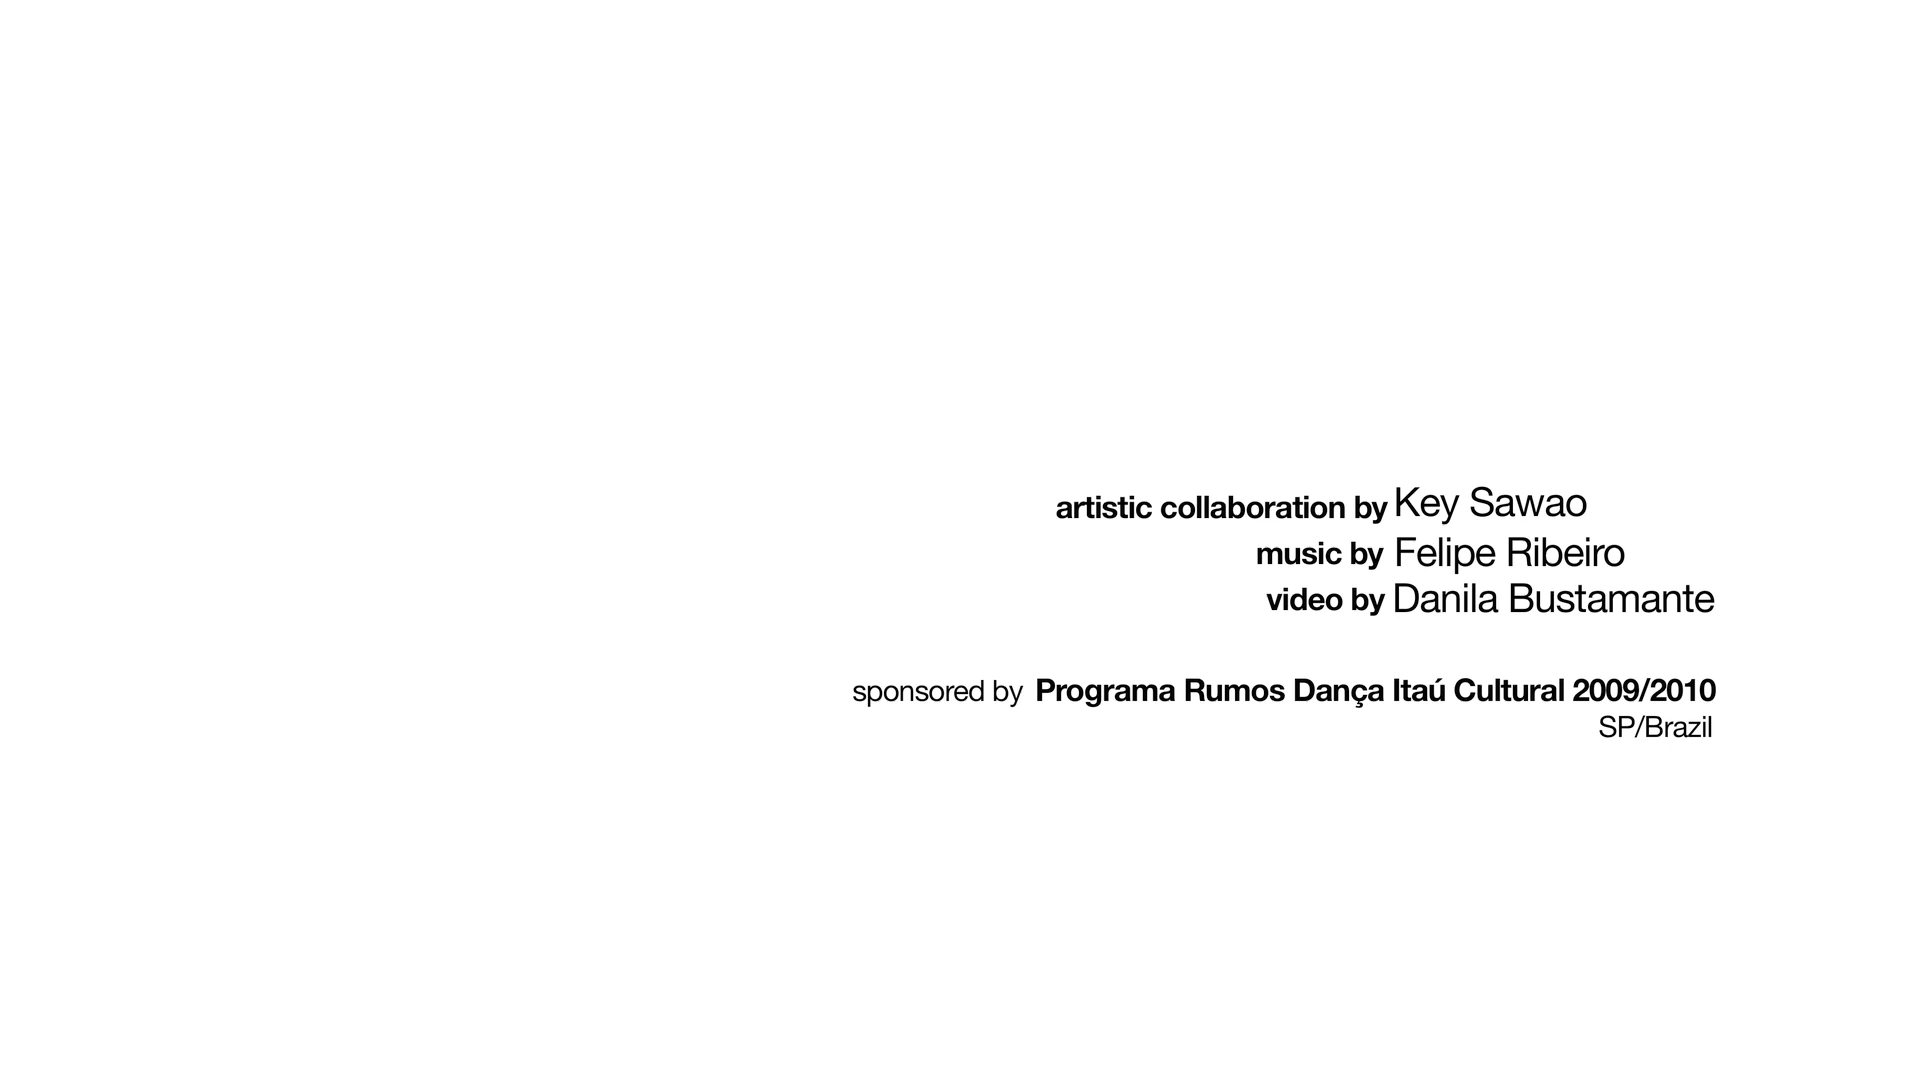 artistic collaboration by Key Sawao
music by Felipe Ribeiro
video by Danila Bustamante
sponsored by Programa Rumos Dança Itaú Cultural 2009/2010
SP/Brazil